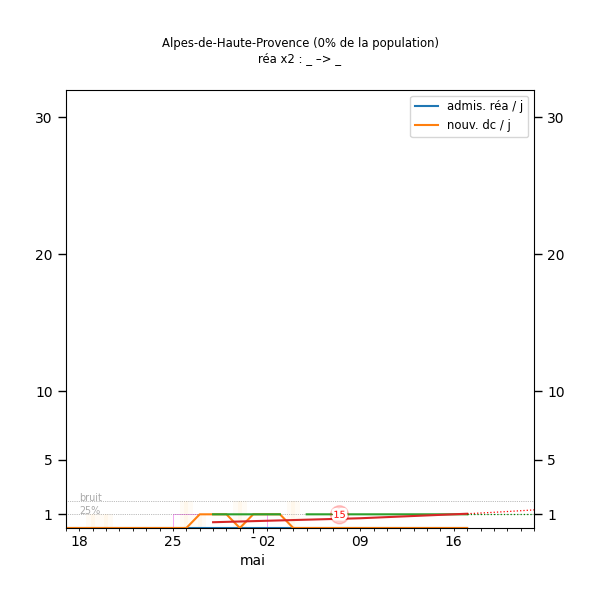 Alpes-de-Haute-Provence (0% de la population)
réa x2 : _ –> _
admis. réa / j
nouv. dc / j
30 30
20 20
10 10
5 5
bruit
25%
1 15 1
18 25 - 02 09 16
mai